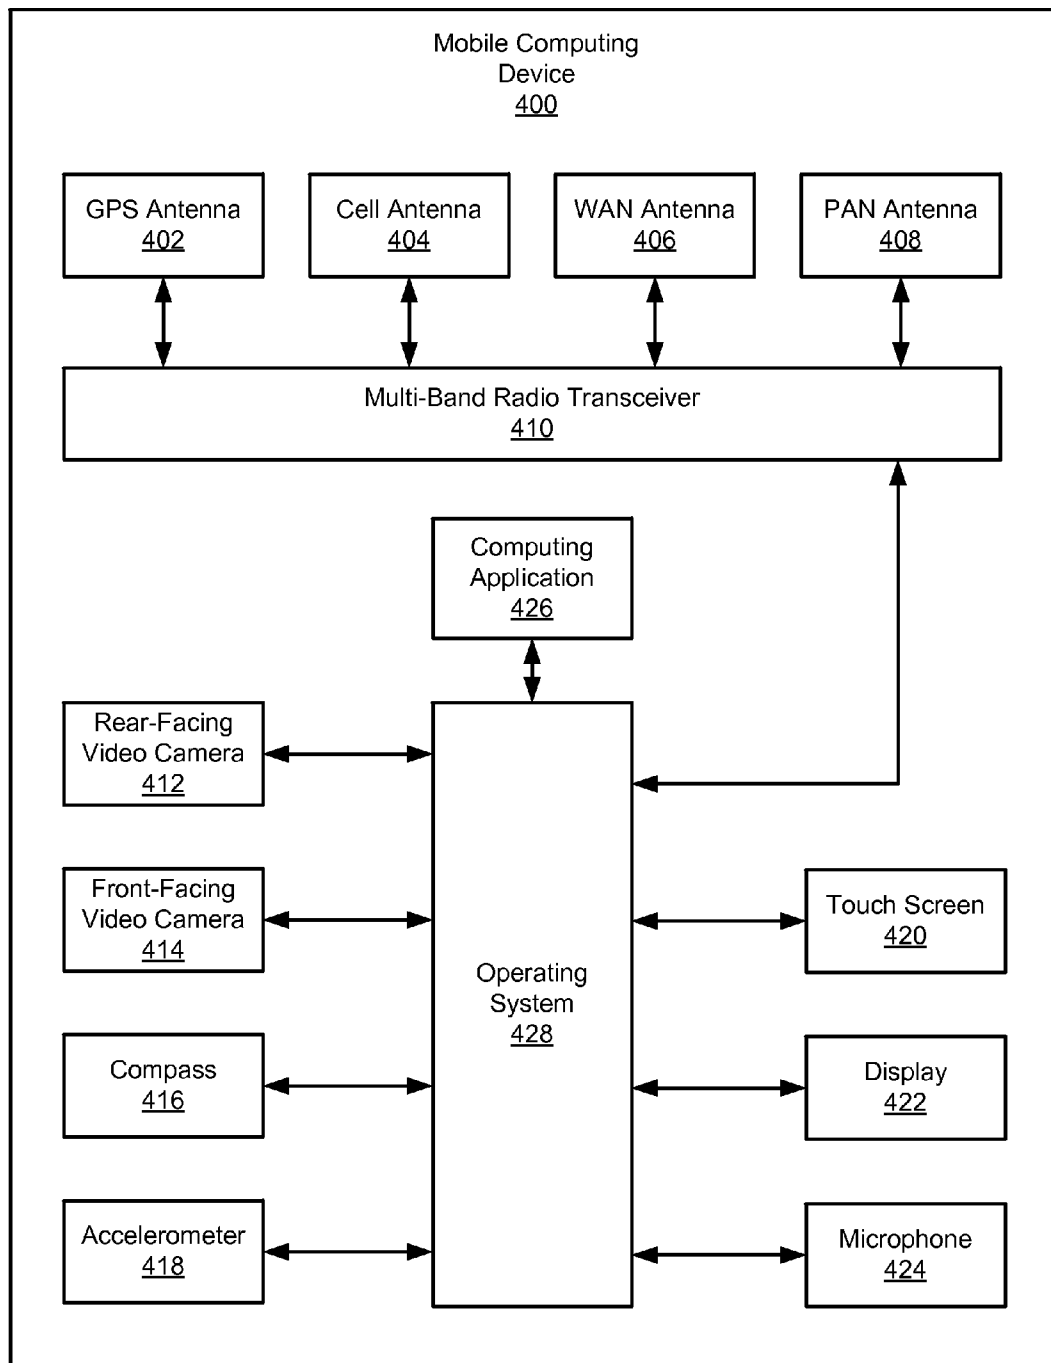 Mobile Computing
Device
400
GPS Antenna
402
Cell Antenna
404
WAN Antenna
406
PAN Antenna
408
Multi-Band Radio Transceiver
410
Computing
Application
426
Rear-Facing
Video Camera
412
Front-Facing
Video Camera
414
Compass
416
Accelerometer
418
Operating
System
428
Touch Screen
420
Display
422
Microphone
424